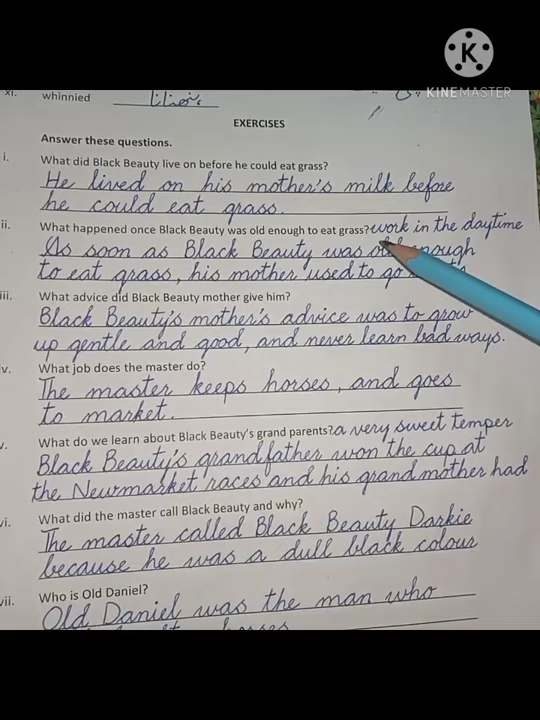 KINEMASTER
xi.
whinnied
EXERCISES
Answer these questions.
i. What did Black Beauty live on before he could eat grass?
He lived on his mother's milk before
he could eat grass.
ii. What happened once Black Beauty was old enough to eat grass? work in the daytime
As soon as Black Beauty was old enough
to eat grass, his mother used to go
iii. What advice did Black Beauty mother give him?
Black Beauty's mother's advice was to grow
up gentle and good, and never learn bad ways.
iv. What job does the master do?
The master keeps horses, and goes
to market.
v. What do we learn about Black Beauty's grand parents? a very sweet temper
Black Beauty's grandfather won the cup at
the Newmarket races and his grandmother had
vi. What did the master call Black Beauty and why?
The master called Black Beauty Darkie
because he was a dull black colour
vii. Who is Old Daniel?
Old Daniel was the man who
horses